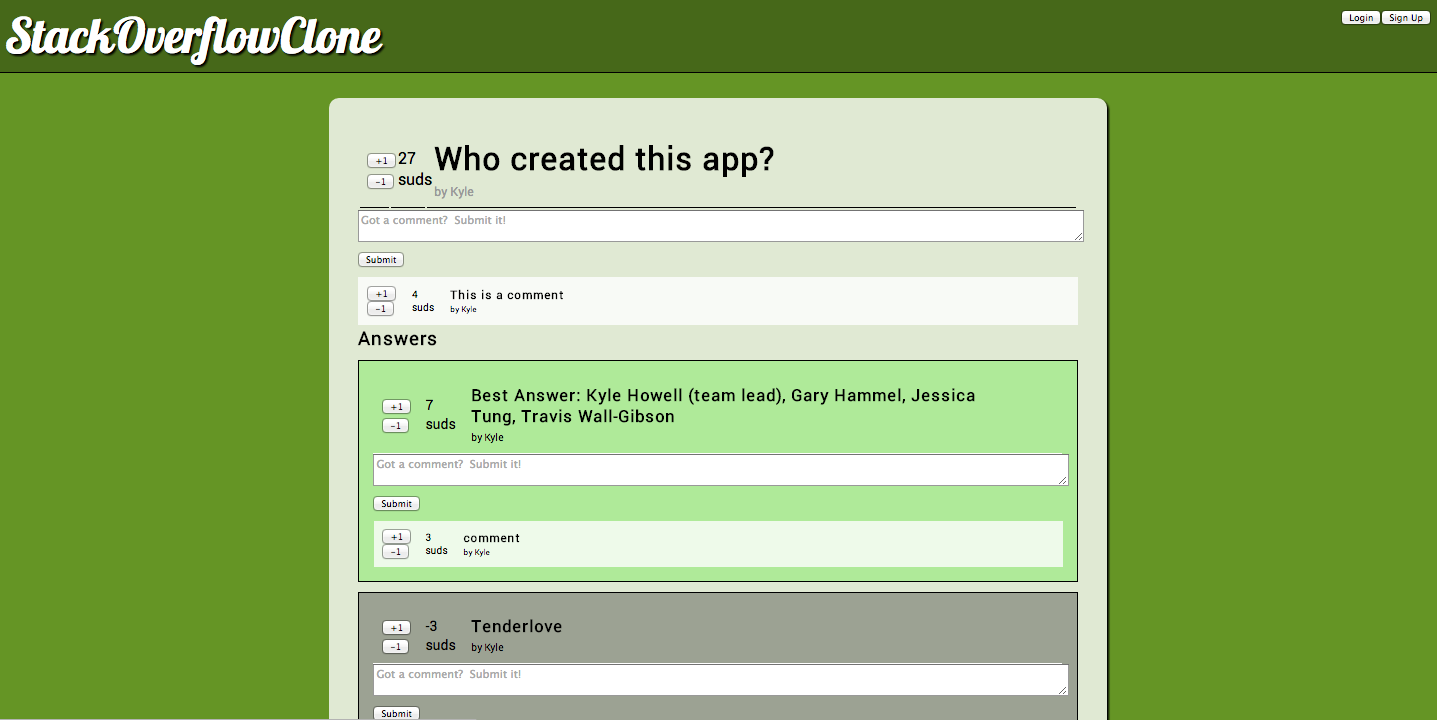 StackOverflowClone
Login Sign Up
+1 27 Who created this app?
-1 suds
by Kyle
Got a comment?  Submit it!
Submit
+1 4 This is a comment
-1 suds by Kyle
Answers
Best Answer: Kyle Howell (team lead), Gary Hammel, Jessica
+1 7
Tung, Travis Wall-Gibson
-1 suds
by Kyle
Got a comment?  Submit it!
Submit
+1 3 comment
-1 suds by Kyle
+1 -3 Tenderlove
-1 suds by Kyle
Got a comment?  Submit it!
Submit